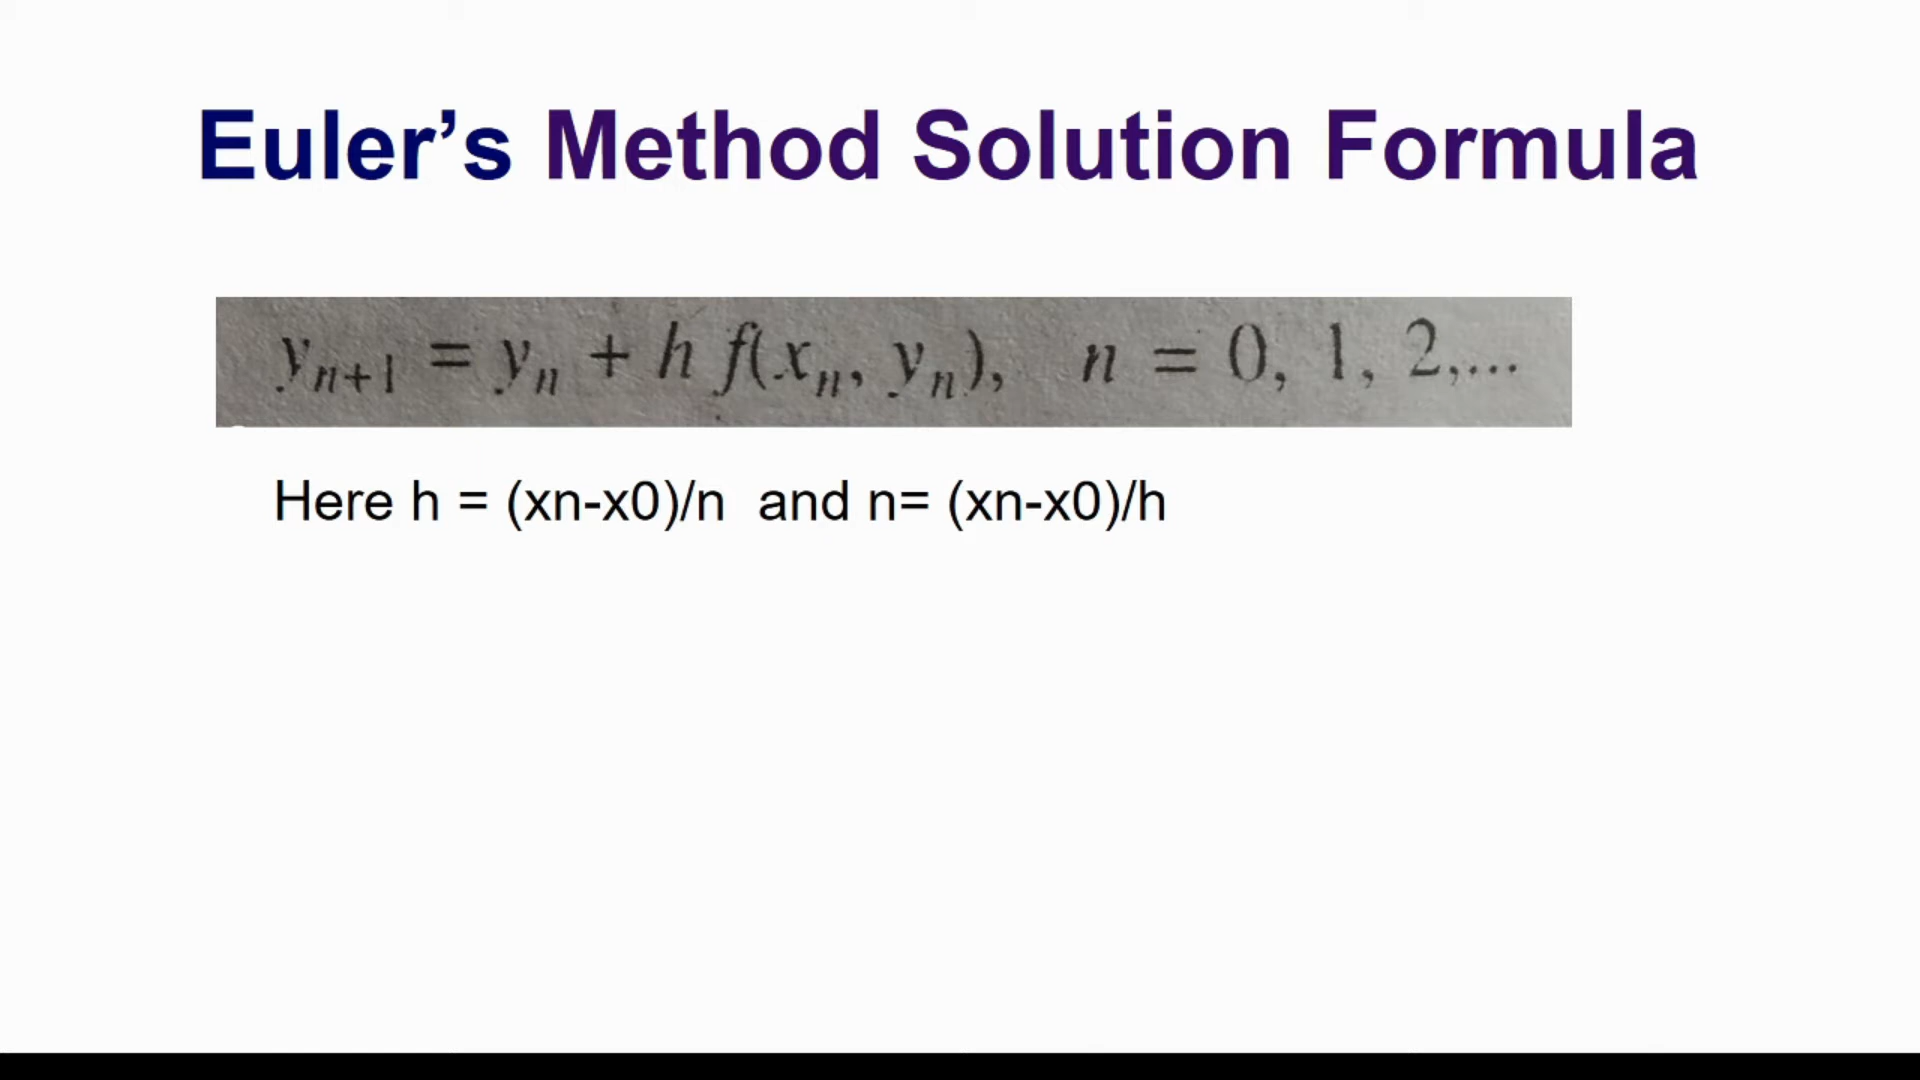 Euler’s Method Solution Formula
yₙ₊₁ = yₙ + h f(xₙ, yₙ), n = 0, 1, 2,...
Here h = (xn-x0)/n and n= (xn-x0)/h